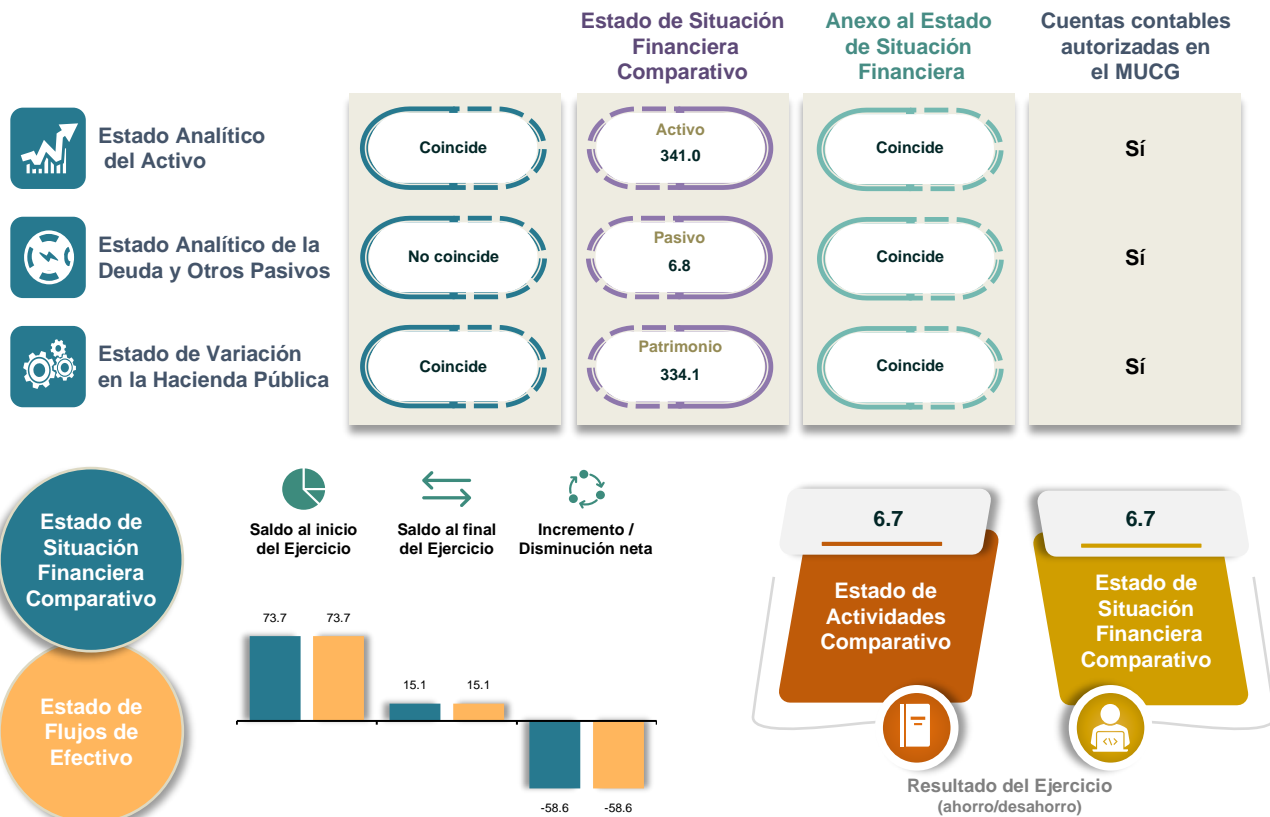 Estado de Situación
Financiera
Comparativo
Anexo al Estado
de Situación
Financiera
Cuentas contables
autorizadas en
el MUCG
Estado Analítico
del Activo
Coincide
Activo
341.0
Coincide
Sí
Estado Analítico de la
Deuda y Otros Pasivos
No coincide
Pasivo
6.8
Coincide
Sí
Estado de Variación
en la Hacienda Pública
Coincide
Patrimonio
334.1
Coincide
Sí
Estado de
Situación
Financiera
Comparativo
Estado de
Flujos de
Efectivo
Saldo al inicio
del Ejercicio
Saldo al final
del Ejercicio
Incremento /
Disminución neta
73.7
73.7
15.1
15.1
-58.6
-58.6
6.7
Estado de
Actividades
Comparativo
6.7
Estado de
Situación
Financiera
Comparativo
Resultado del Ejercicio
(ahorro/desahorro)